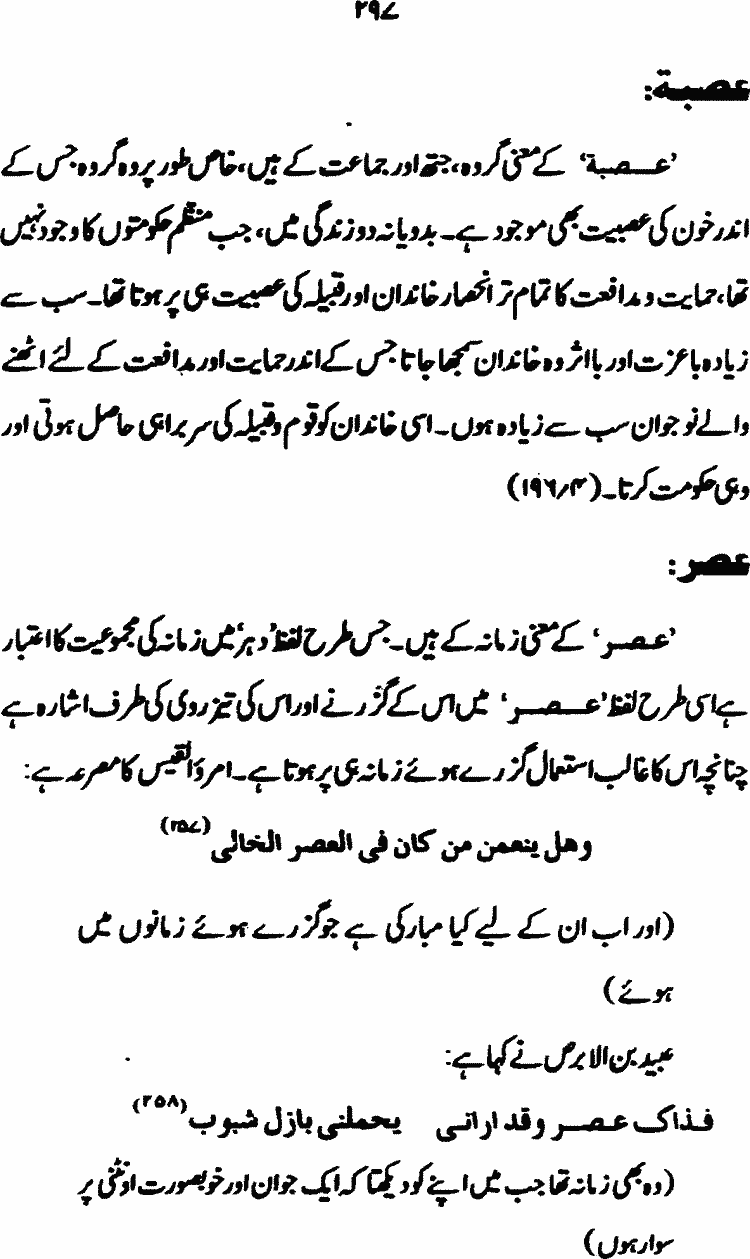 ۲۹۷
عصبة:
’عصبة‘ کے معنی گروہ، جتھ اور جماعت کے ہیں، خاص طور پر وہ گروہ جس کے
اندر خون کی عصبیت بھی موجود ہے۔ بدویانہ دو زندگی میں، جب منظم حکومتوں کا وجود نہیں
تھا، حمایت و مدافعت کا تمام تر انحصار خاندان اور قبیلہ کی عصبیت ہی پر ہوتا تھا۔ سب سے
زیادہ با عزت اور با اثر وہ خاندان سمجھا جاتا جس کے اندر حمایت اور مدافعت کے لئے اٹھنے
والے نو جوان سب سے زیادہ ہوں۔ اسی خاندان کو قوم و قبیلہ کی سربراہی حاصل ہوتی اور
وہی حکومت کرتا۔ (۱۹۶/۴)
عصر:
’عصر‘ کے معنی زمانہ کے ہیں۔ جس طرح لفظ ’دہر‘ میں زمانہ کی مجموعیت کا اعتبار
ہے اسی طرح لفظ ’عصر‘ میں اس کے گزرنے اور اس کی تیز روی کی طرف اشارہ ہے
چنانچہ اس کا غالب استعمال گزرے ہوئے زمانہ ہی پر ہوتا ہے۔ امرؤ القیس کا مصرعہ ہے:
وهل ينعمن من كان فى العصر الخالى (۲۵۷)
(اور اب ان کے لیے کیا مبارکی ہے جو گزرے ہوئے زمانوں میں
ہوئے)
عبید بن الابرص نے کہا ہے:
فذاك عصر وقد ارانى يحملنى بازل شبوب (۲۵۸)
(وہ بھی زمانہ تھا جب میں اپنے کو دیکھتا کہ ایک جوان اور خوبصورت اونٹنی پر
سوار ہوں)